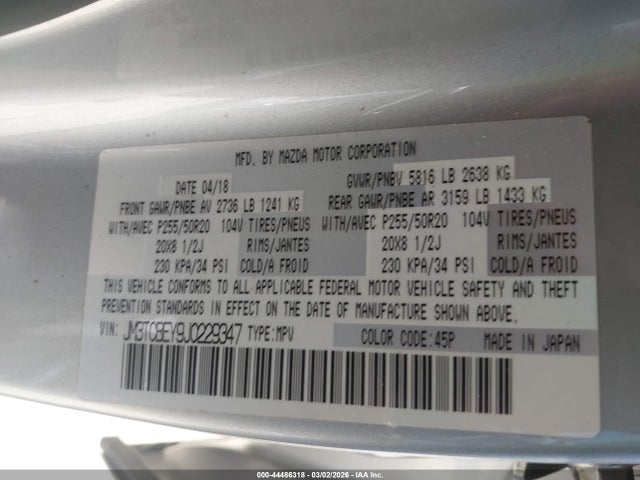 MFD. BY MAZDA MOTOR CORPORATION
DATE 04/18 GVWR/PNBV 5816 LB 2638 KG
FRONT GAWR/PNBE AV 2736 LB 1241 KG REAR GAWR/PNBE AR 3159 LB 1433 KG
WITH/AVEC P255/50R20 104V TIRES/PNEUS WITH/AVEC P255/50R20 104V TIRES/PNEUS
20X8 1/2J RIMS/JANTES 20X8 1/2J RIMS/JANTES
230 KPA/34 PSI COLD/A FROID 230 KPA/34 PSI COLD/A FROID
THIS VEHICLE CONFORMS TO ALL APPLICABLE FEDERAL MOTOR VEHICLE SAFETY AND THEFT
PREVENTION STANDARDS IN EFFECT ON THE DATE OF MANUFACTURE SHOWN ABOVE.
VIN: JM3TCBEY9J0229347 TYPE:MPV COLOR CODE:45P MADE IN JAPAN
000-44486318 - 03/02/2026 - IAA Inc.